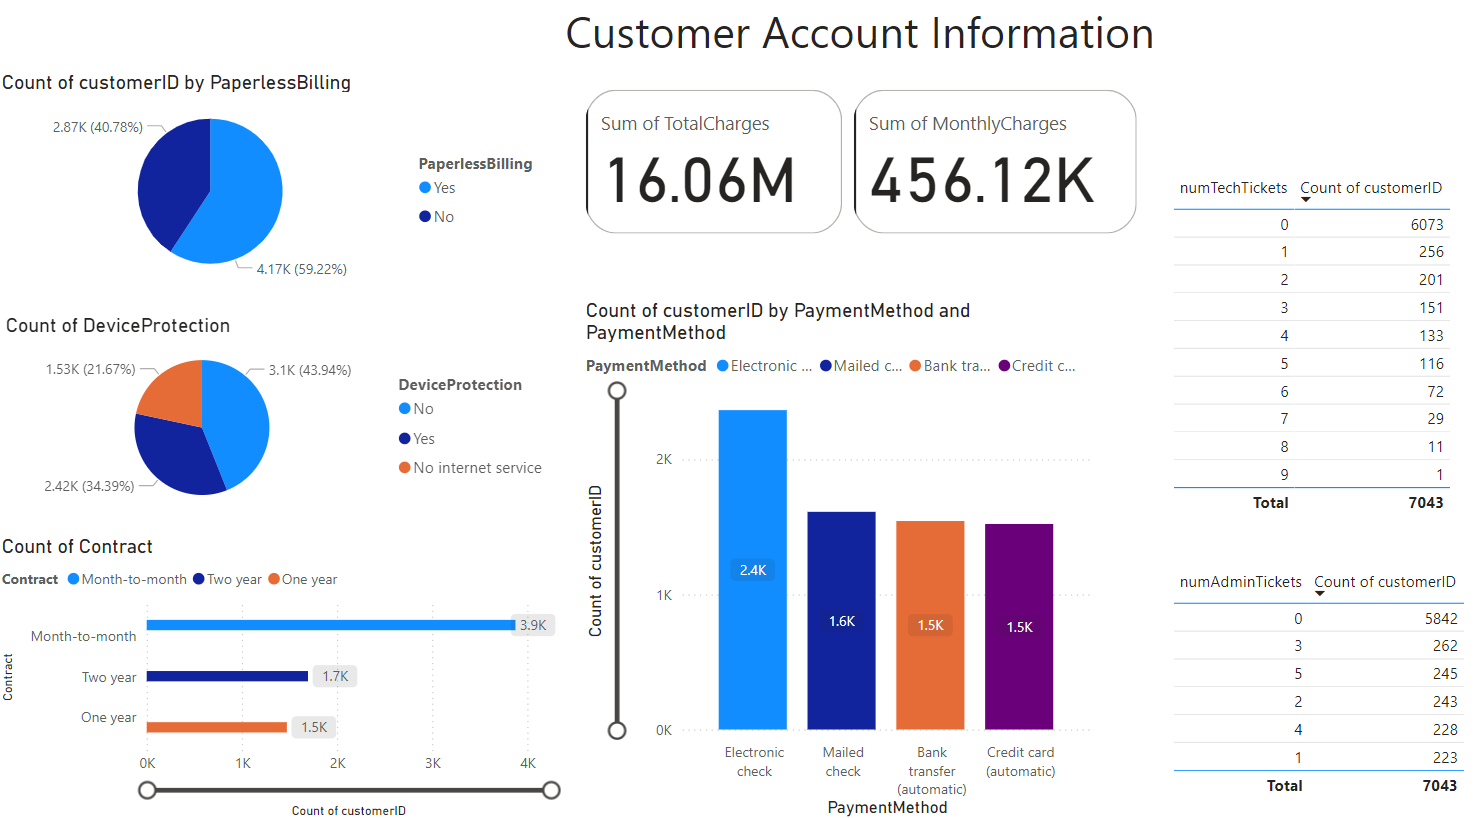 Customer Account Information
Count of customerID by PaperlessBilling
2.87K (40.78%)
4.17K (59.22%)
PaperlessBilling
Yes
No
Count of DeviceProtection
1.53K (21.67%)
3.1K (43.94%)
2.42K (34.39%)
DeviceProtection
No
Yes
No internet service
Count of Contract
Contract Month-to-month Two year One year
Contract
Month-to-month
3.9K
Two year
1.7K
One year
1.5K
0K 1K 2K 3K 4K
Count of customerID
Sum of TotalCharges
16.06M
Sum of MonthlyCharges
456.12K
Count of customerID by PaymentMethod and
PaymentMethod
PaymentMethod Electronic ... Mailed c... Bank tra... Credit c...
Count of customerID
2K
1K
0K
2.4K
1.6K
1.5K
1.5K
Electronic
check
Mailed
check
Bank
transfer
(automatic)
Credit card
(automatic)
PaymentMethod
numTechTickets Count of customerID
0 6073
1 256
2 201
3 151
4 133
5 116
6 72
7 29
8 11
9 1
Total 7043
numAdminTickets Count of customerID
0 5842
3 262
5 245
2 243
4 228
1 223
Total 7043